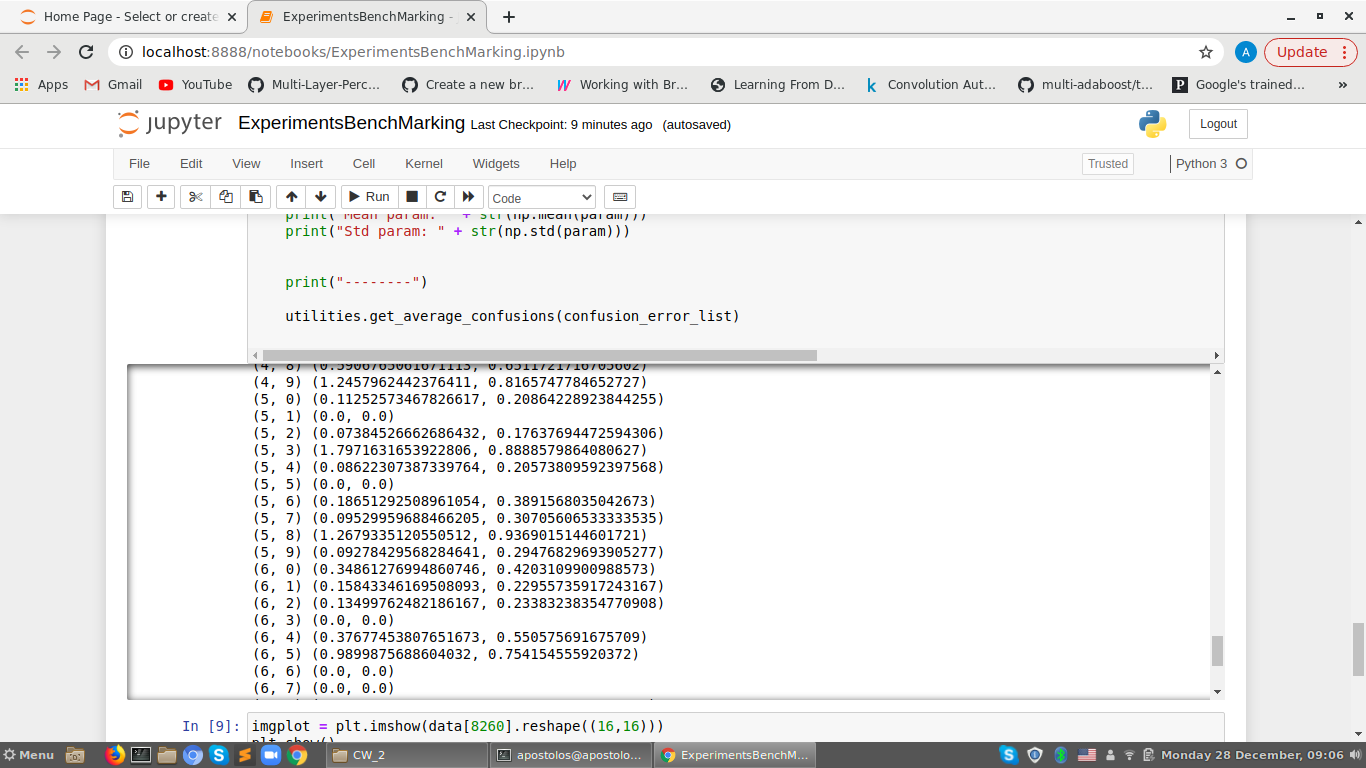 Home Page - Select or create
ExperimentsBenchMarking -
localhost:8888/notebooks/ExperimentsBenchMarking.ipynb
A
Update
Apps
Gmail
YouTube
Multi-Layer-Perc...
Create a new br...
Working with Br...
Learning From D...
Convolution Aut...
multi-adaboost/t...
Google's trained...
»
jupyter ExperimentsBenchMarking Last Checkpoint: 9 minutes ago (autosaved)
Logout
File Edit View Insert Cell Kernel Widgets Help
Trusted
Python 3
Run
Code
print("Mean param: " + str(np.mean(param)))
print("Std param: " + str(np.std(param)))
print("--------")
utilities.get_average_confusions(confusion_error_list)
(4, 8) (0.5906765061671113, 0.6511721716705602)
(4, 9) (1.2457962442376411, 0.8165747784652727)
(5, 0) (0.11252573467826617, 0.20864228923844255)
(5, 1) (0.0, 0.0)
(5, 2) (0.07384526662686432, 0.17637694472594306)
(5, 3) (1.7971631653922806, 0.8888579864080627)
(5, 4) (0.08622307387339764, 0.20573809592397568)
(5, 5) (0.0, 0.0)
(5, 6) (0.18651292508961054, 0.3891568035042673)
(5, 7) (0.09529959688466205, 0.30705606533333535)
(5, 8) (1.2679335120550512, 0.9369015144601721)
(5, 9) (0.09278429568284641, 0.29476829693905277)
(6, 0) (0.34861276994860746, 0.4203109900988573)
(6, 1) (0.15843346169508093, 0.22955735917243167)
(6, 2) (0.13499762482186167, 0.23383238354770908)
(6, 3) (0.0, 0.0)
(6, 4) (0.37677453807651673, 0.550575691675709)
(6, 5) (0.9899875688604032, 0.754154555920372)
(6, 6) (0.0, 0.0)
(6, 7) (0.0, 0.0)
In [9]: imgplot = plt.imshow(data[8260].reshape((16,16)))
plt.show()
Menu
CW_2
apostolos@apostolo...
ExperimentsBenchM...
Monday 28 December, 09:06